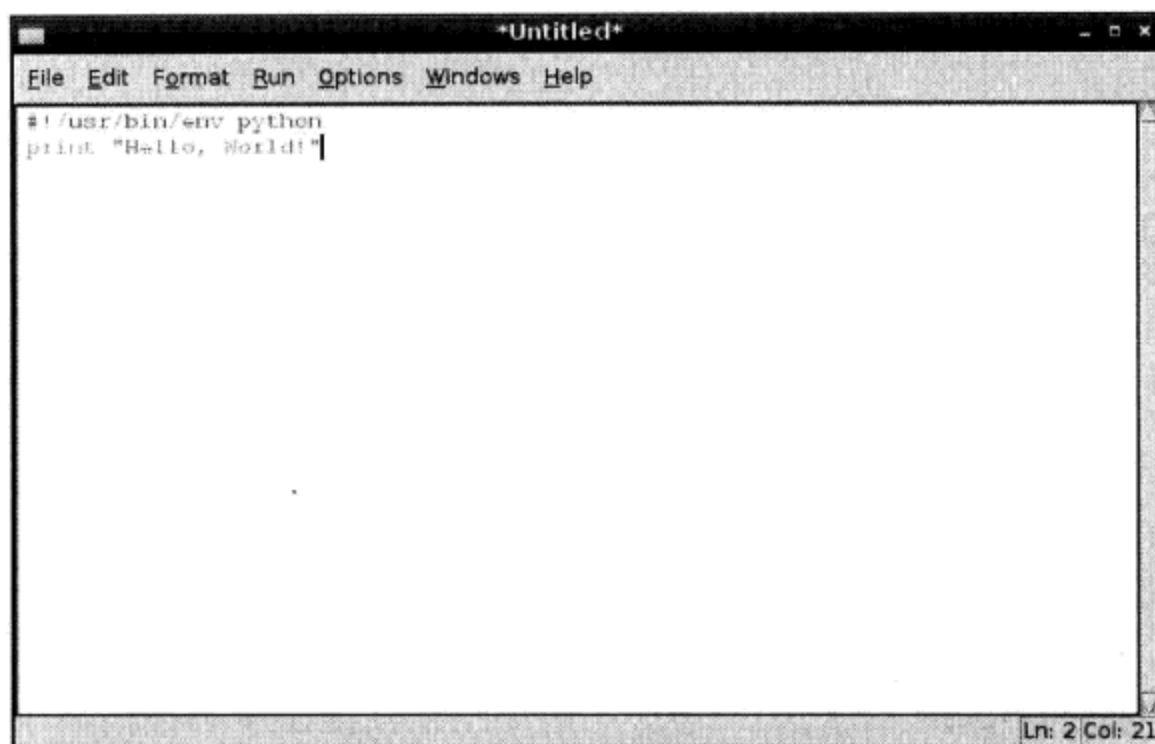 *Untitled*
File Edit Format Run Options Windows Help
#!/usr/bin/env python
print "Hello, World!"
Ln: 2 Col: 21